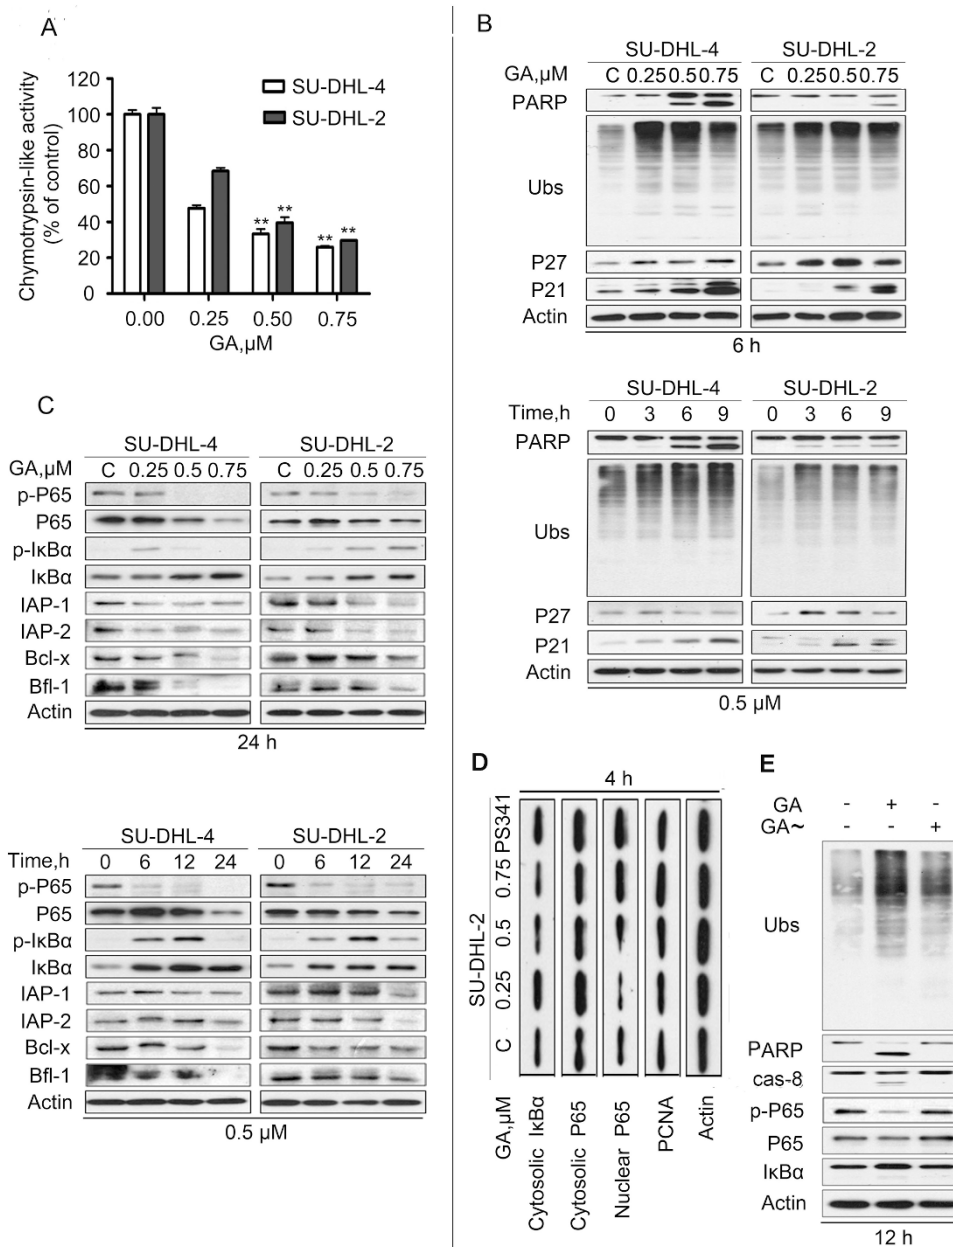 A
Chymotrypsin-like activity
(% of control)
120
100
80
60
40
20
0
SU-DHL-4
SU-DHL-2
** ** ** **
0.00 0.25 0.50 0.75
GA,µM
B
SU-DHL-4 SU-DHL-2
GA,µM C 0.25 0.5 0.75 C 0.25 0.5 0.75
PARP
Ubs
P27
P21
Actin
6 h
SU-DHL-4 SU-DHL-2
Time,h 0 3 6 9 0 3 6 9
PARP
Ubs
P27
P21
Actin
0.5 µM
C
SU-DHL-4 SU-DHL-2
GA,µM C 0.25 0.5 0.75 C 0.25 0.5 0.75
p-P65
P65
p-IκBα
IκBα
IAP-1
IAP-2
Bcl-x
Bfl-1
Actin
24 h
SU-DHL-4 SU-DHL-2
Time,h 0 6 12 24 0 6 12 24
p-P65
P65
p-IκBα
IκBα
IAP-1
IAP-2
Bcl-x
Bfl-1
Actin
0.5 µM
D
4 h
SU-DHL-2
GA,µM C 0.25 0.5 0.75 PS341
Cytosolic IκBα
Cytosolic P65
Nuclear P65
PCNA
Actin
E
GA - + -
GA~ - - +
Ubs
PARP
cas-8
p-P65
P65
IκBα
Actin
12 h